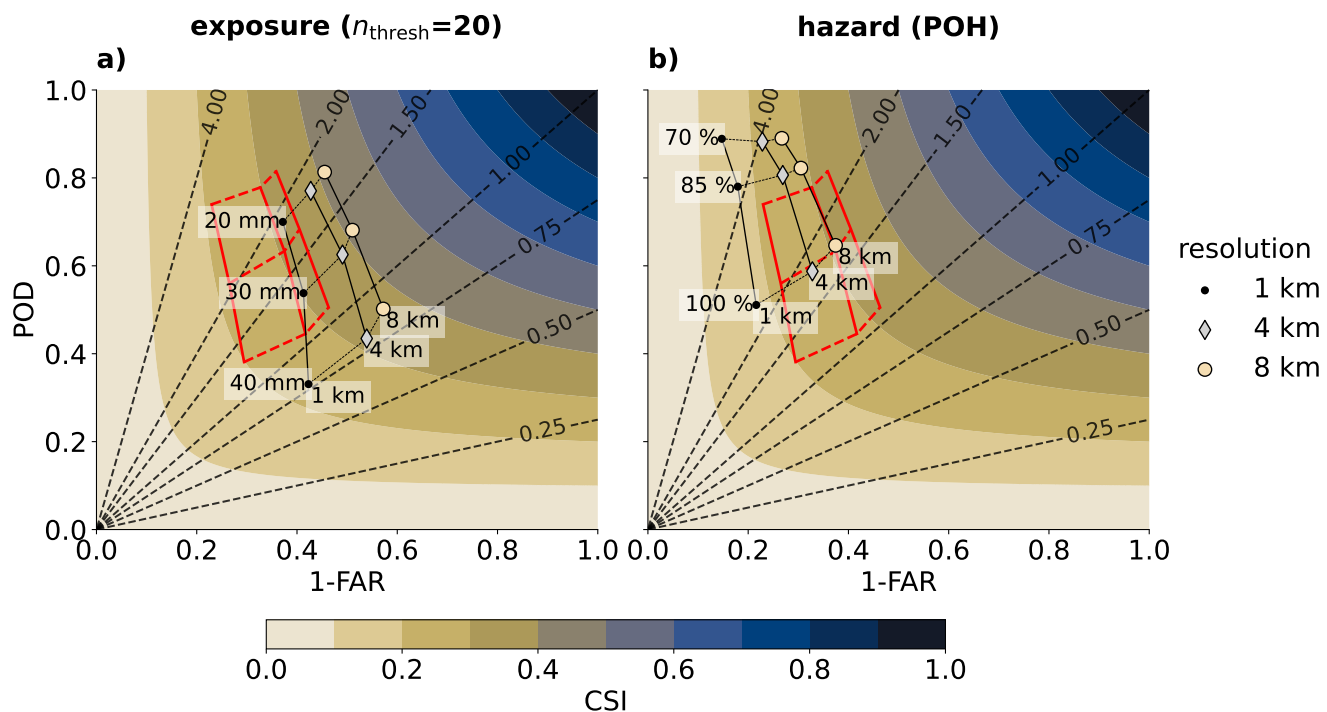 exposure (n_thresh=20)
hazard (POH)
a)
b)
1.0
0.8
0.6
0.4
0.2
0.0
POD
4.00
2.00
1.50
1.00
0.75
0.50
0.25
20 mm
30 mm
40 mm
1 km
4 km
8 km
0.0
0.2
0.4
0.6
0.8
1.0
1-FAR
4.00
2.00
1.50
1.00
0.75
0.50
0.25
70 %
85 %
100 %
1 km
4 km
8 km
0.0
0.2
0.4
0.6
0.8
1.0
1-FAR
resolution
1 km
4 km
8 km
0.0
0.2
0.4
0.6
0.8
1.0
CSI